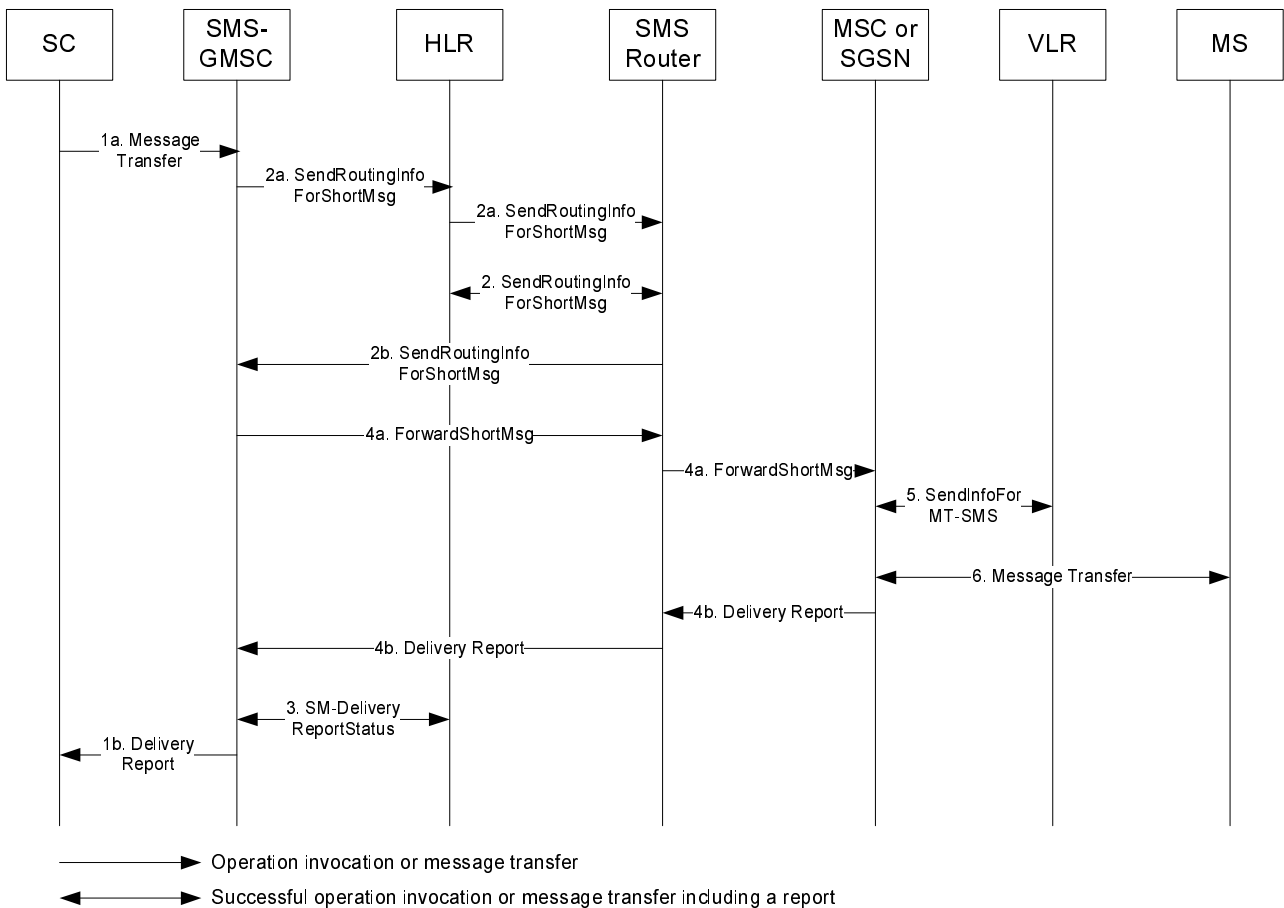 SC
SMS-
GMSC
HLR
SMS
Router
MSC or
SGSN
VLR
MS
1a. Message
Transfer
2a. SendRoutingInfo
ForShortMsg
2a. SendRoutingInfo
ForShortMsg
2. SendRoutingInfo
ForShortMsg
2b. SendRoutingInfo
ForShortMsg
4a. ForwardShortMsg
4a. ForwardShortMsg
5. SendInfoFor
MT-SMS
6. Message Transfer
4b. Delivery Report
4b. Delivery Report
3. SM-Delivery
ReportStatus
1b. Delivery
Report
Operation invocation or message transfer
Successful operation invocation or message transfer including a report